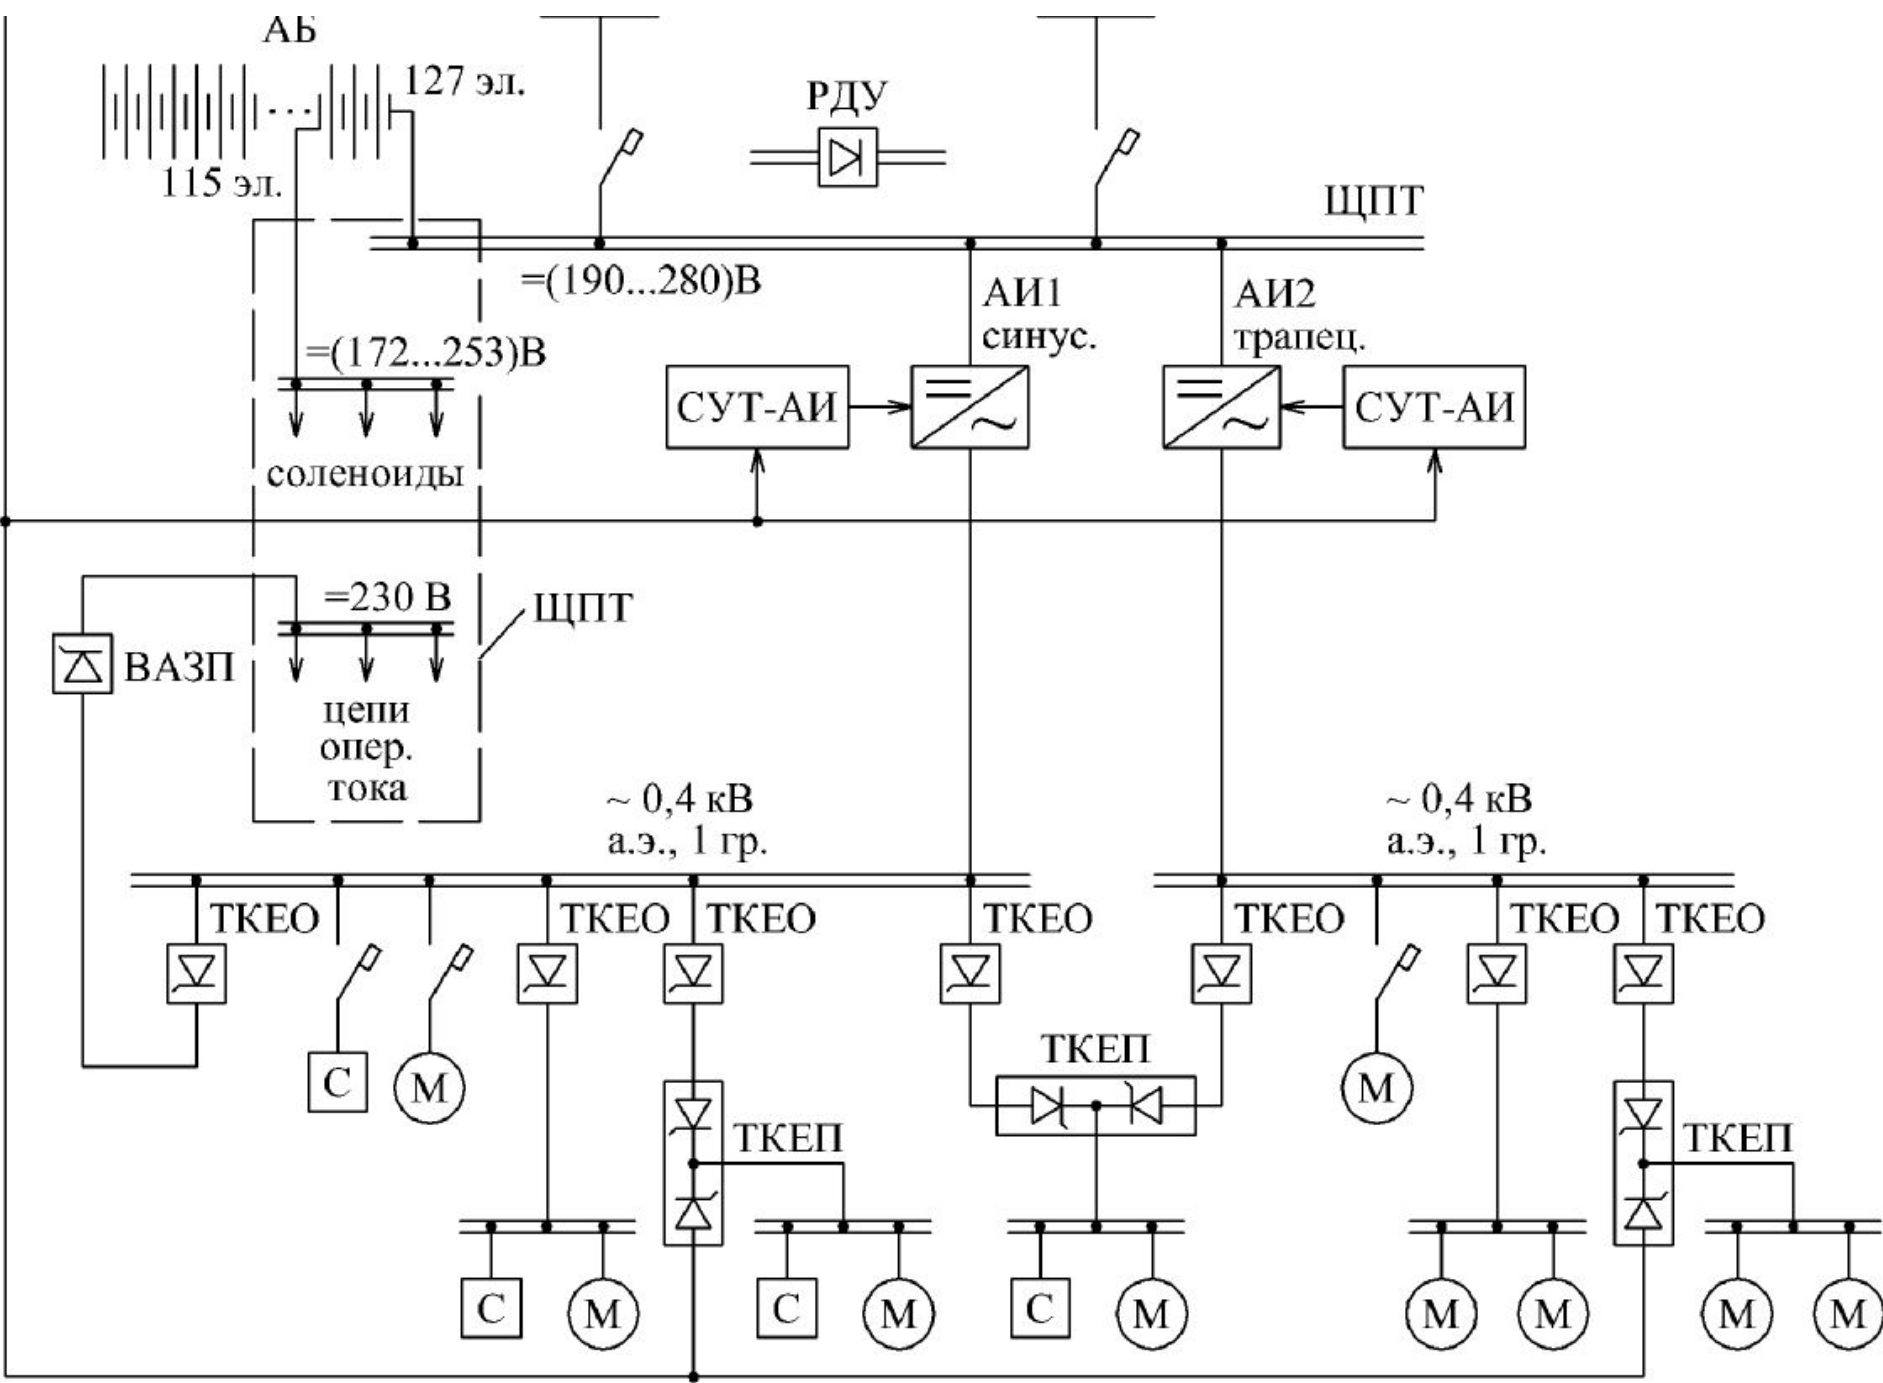 АБ
127 эл.
РДУ
115 эл.
ЩПТ
=(190...280)В
АИ1
синус.
АИ2
трапец.
=(172...253)В
СУТ-АИ
СУТ-АИ
соленоиды
=230 В
ЩПТ
ВАЗП
цепи
опер.
тока
~ 0,4 кВ
а.э., 1 гр.
~ 0,4 кВ
а.э., 1 гр.
ТКЕО
ТКЕО
ТКЕО
ТКЕО
ТКЕО
ТКЕО
ТКЕО
ТКЕП
С
М
М
ТКЕП
ТКЕП
С
М
С
М
С
М
М
М
М
М